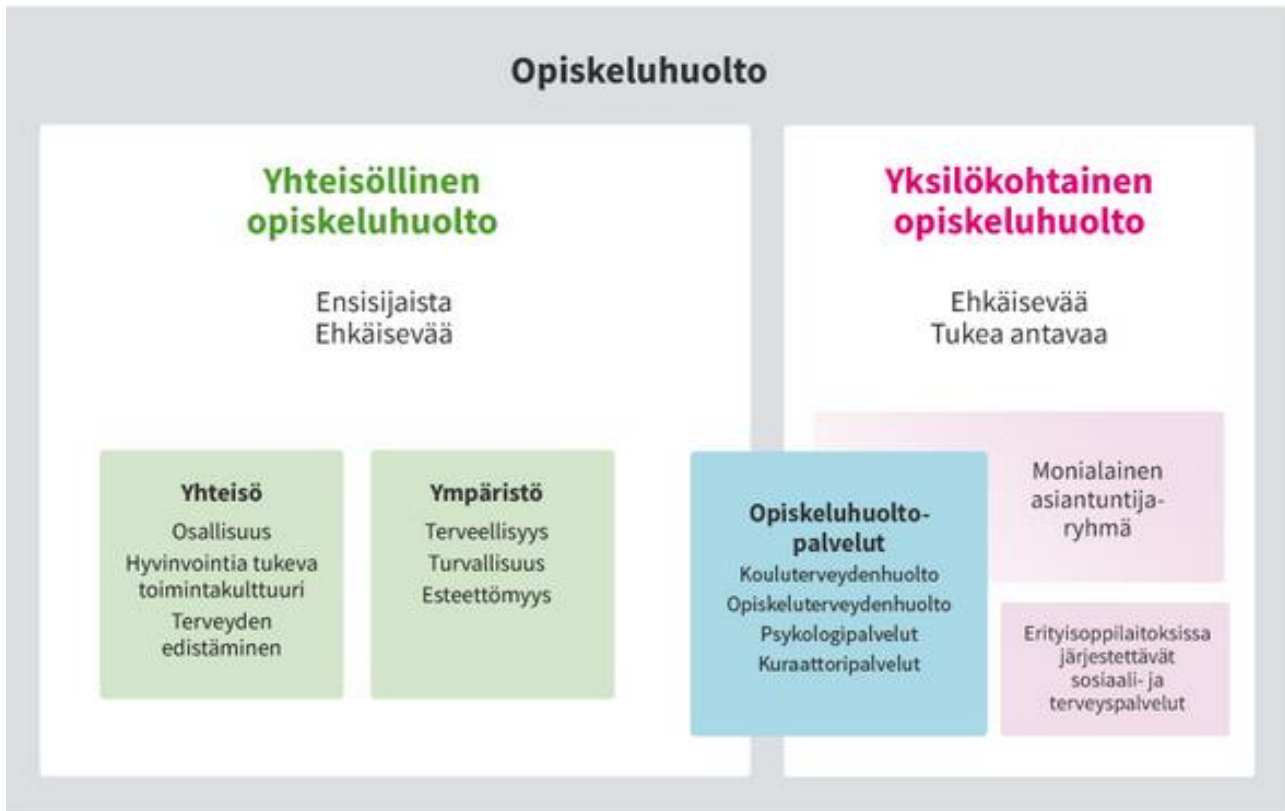 Opiskeluhuolto
Yhteisöllinen
opiskeluhuolto
Ensisijaista
Ehkäisevää
Yhteisö
Osallisuus
Hyvinvointia tukeva
toimintakulttuuri
Terveyden
edistäminen
Ympäristö
Terveellisyys
Turvallisuus
Esteettömyys
Opiskeluhuolto-
palvelut
Kouluterveydenhuolto
Opiskeluterveydenhuolto
Psykologipalvelut
Kuraattoripalvelut
Yksilökohtainen
opiskeluhuolto
Ehkäisevää
Tukea antavaa
Monialainen
asiantuntija-
ryhmä
Erityisoppilaitoksissa
järjestettävät
sosiaali- ja
terveyspalvelut